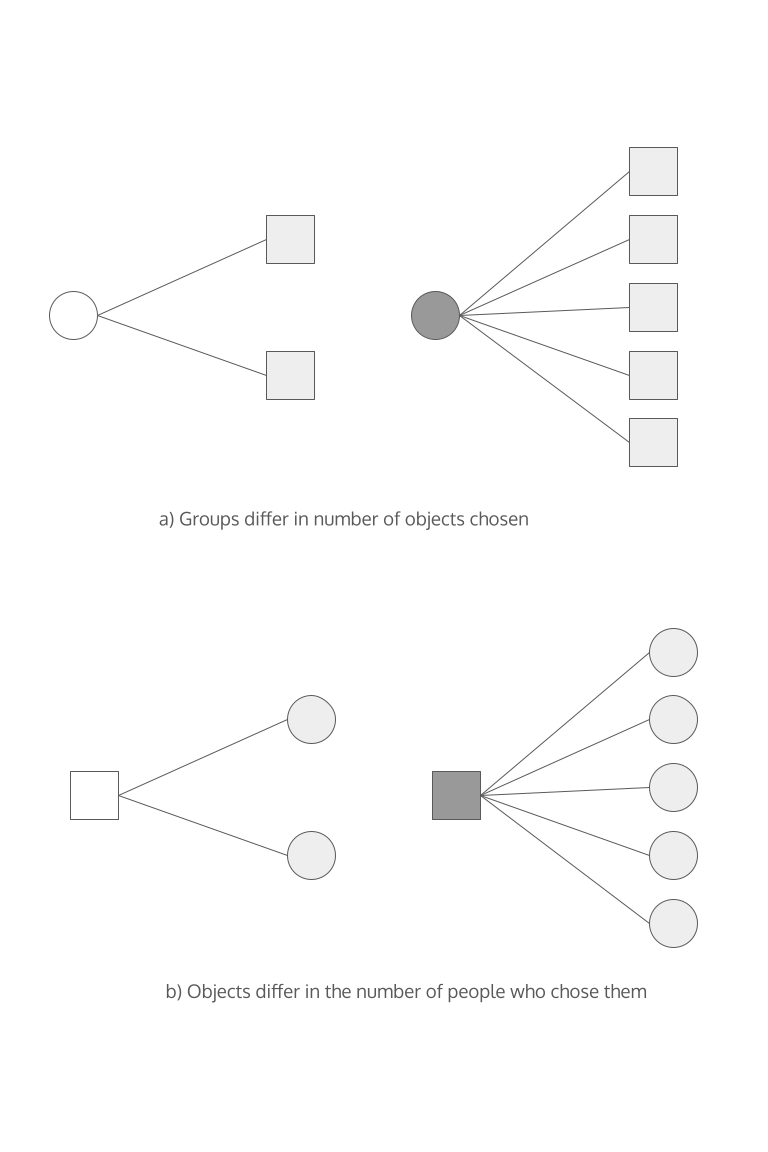 a) Groups differ in number of objects chosen
b) Objects differ in the number of people who chose them